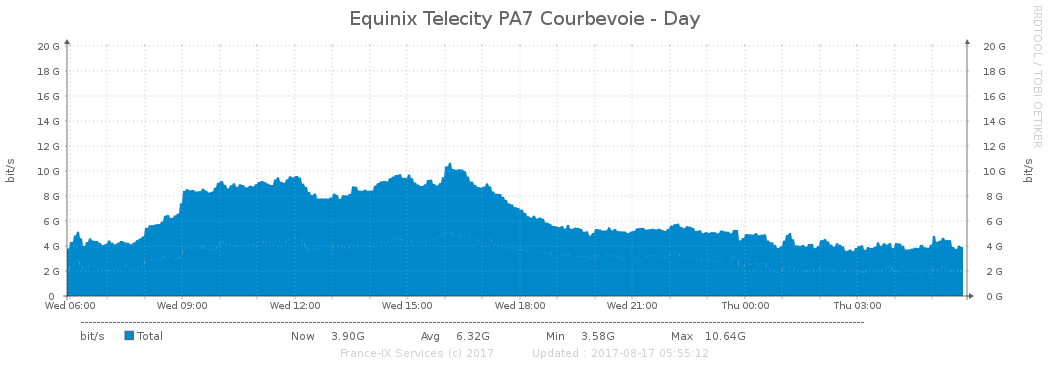 Equinix Telecity PA7 Courbevoie - Day
RRDTOOL / TOBI OETIKER
bit/s
20 G 20 G
18 G 18 G
16 G 16 G
14 G 14 G
12 G 12 G
10 G 10 G
8 G 8 G
6 G 6 G
4 G 4 G
2 G 2 G
0 0 G
bit/s
Wed 06:00 Wed 09:00 Wed 12:00 Wed 15:00 Wed 18:00 Wed 21:00 Thu 00:00 Thu 03:00
bit/s Total Now 3.90G Avg 6.32G Min 3.58G Max 10.64G
France-IX Services (c) 2017 Updated : 2017-08-17 05:55:12